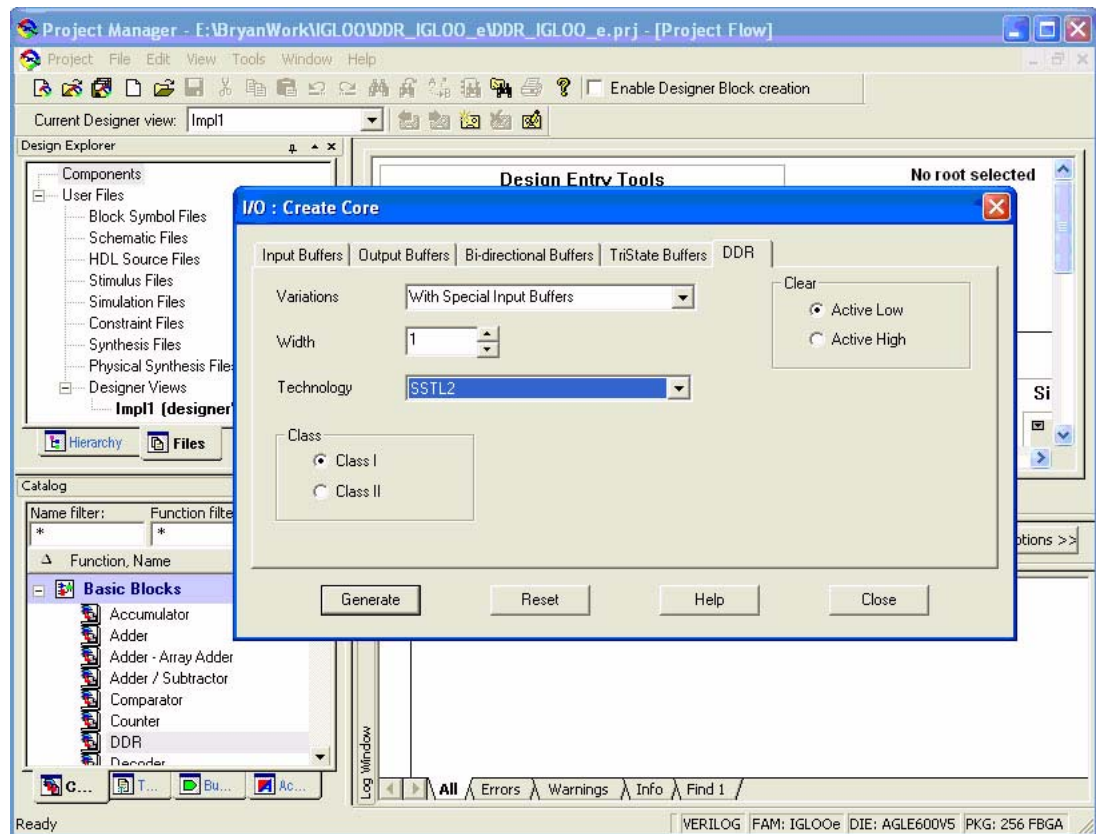 Project Manager - E:\BryanWork\IGLOO\DDR_IGLOO_e\DDR_IGLOO_e.prj - [Project Flow]
Project File Edit View Tools Window Help
Enable Designer Block creation
Current Designer view: Impl1
Design Explorer
Components
User Files
Block Symbol Files
Schematic Files
HDL Source Files
Stimulus Files
Simulation Files
Constraint Files
Synthesis Files
Physical Synthesis File
Designer Views
Impl1 (designer
Hierarchy Files
Design Entry Tools
No root selected
Si
I/O : Create Core
Input Buffers Output Buffers Bi-directional Buffers TriState Buffers DDR
Variations With Special Input Buffers
Width 1
Technology SSTL2
Class
Class I
Class II
Clear
Active Low
Active High
Generate Reset Help Close
ptions >>
Catalog
Name filter: Function filte
* *
Function, Name
Basic Blocks
Accumulator
Adder
Adder - Array Adder
Adder / Subtractor
Comparator
Counter
DDR
Decoder
C... T... Bu... Ac...
Log Window
All Errors Warnings Info Find 1
Ready
VERILOG FAM: IGLOOe DIE: AGLE600V5 PKG: 256 FBGA